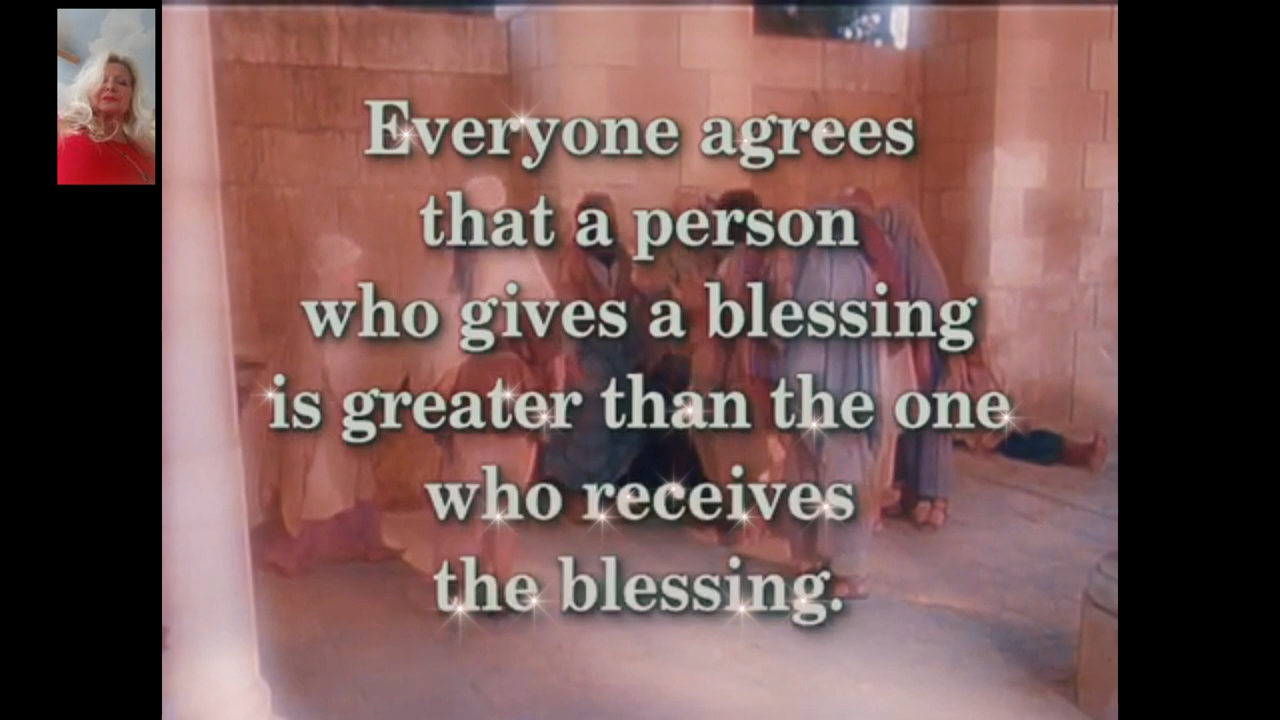 Everyone agrees
that a person
who gives a blessing
is greater than the one
who receives
the blessing.